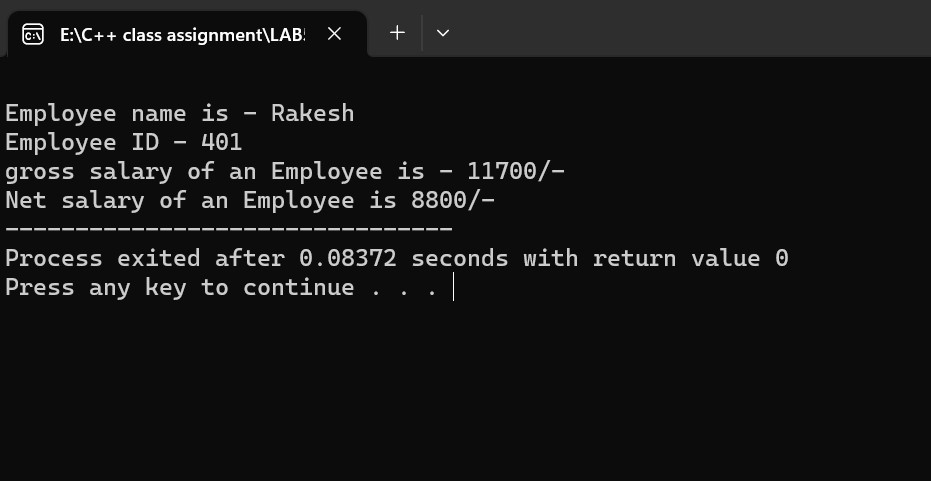 E:\C++ class assignment\LAB!
Employee name is - Rakesh
Employee ID - 401
gross salary of an Employee is - 11700/-
Net salary of an Employee is 8800/-
--------------------------------
Process exited after 0.08372 seconds with return value 0
Press any key to continue . . .